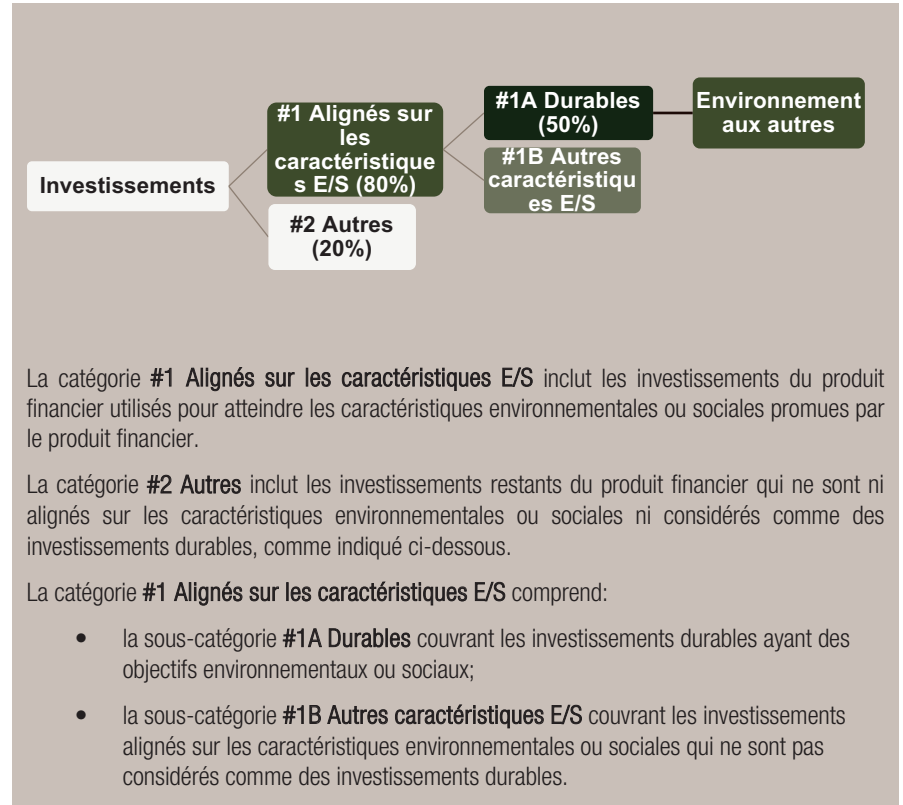 Investissements
#1 Alignés sur
les
caractéristique
s E/S (80%)
#2 Autres
(20%)
#1A Durables
(50%)
#1B Autres
caractéristiqu
es E/S
Environnement
aux autres
La catégorie #1 Alignés sur les caractéristiques E/S inclut les investissements du produit
financier utilisés pour atteindre les caractéristiques environnementales ou sociales promues par
le produit financier.
La catégorie #2 Autres inclut les investissements restants du produit financier qui ne sont ni
alignés sur les caractéristiques environnementales ou sociales ni considérés comme des
investissements durables, comme indiqué ci-dessous.
La catégorie #1 Alignés sur les caractéristiques E/S comprend:
• la sous-catégorie #1A Durables couvrant les investissements durables ayant des
objectifs environnementaux ou sociaux;
• la sous-catégorie #1B Autres caractéristiques E/S couvrant les investissements
alignés sur les caractéristiques environnementales ou sociales qui ne sont pas
considérés comme des investissements durables.